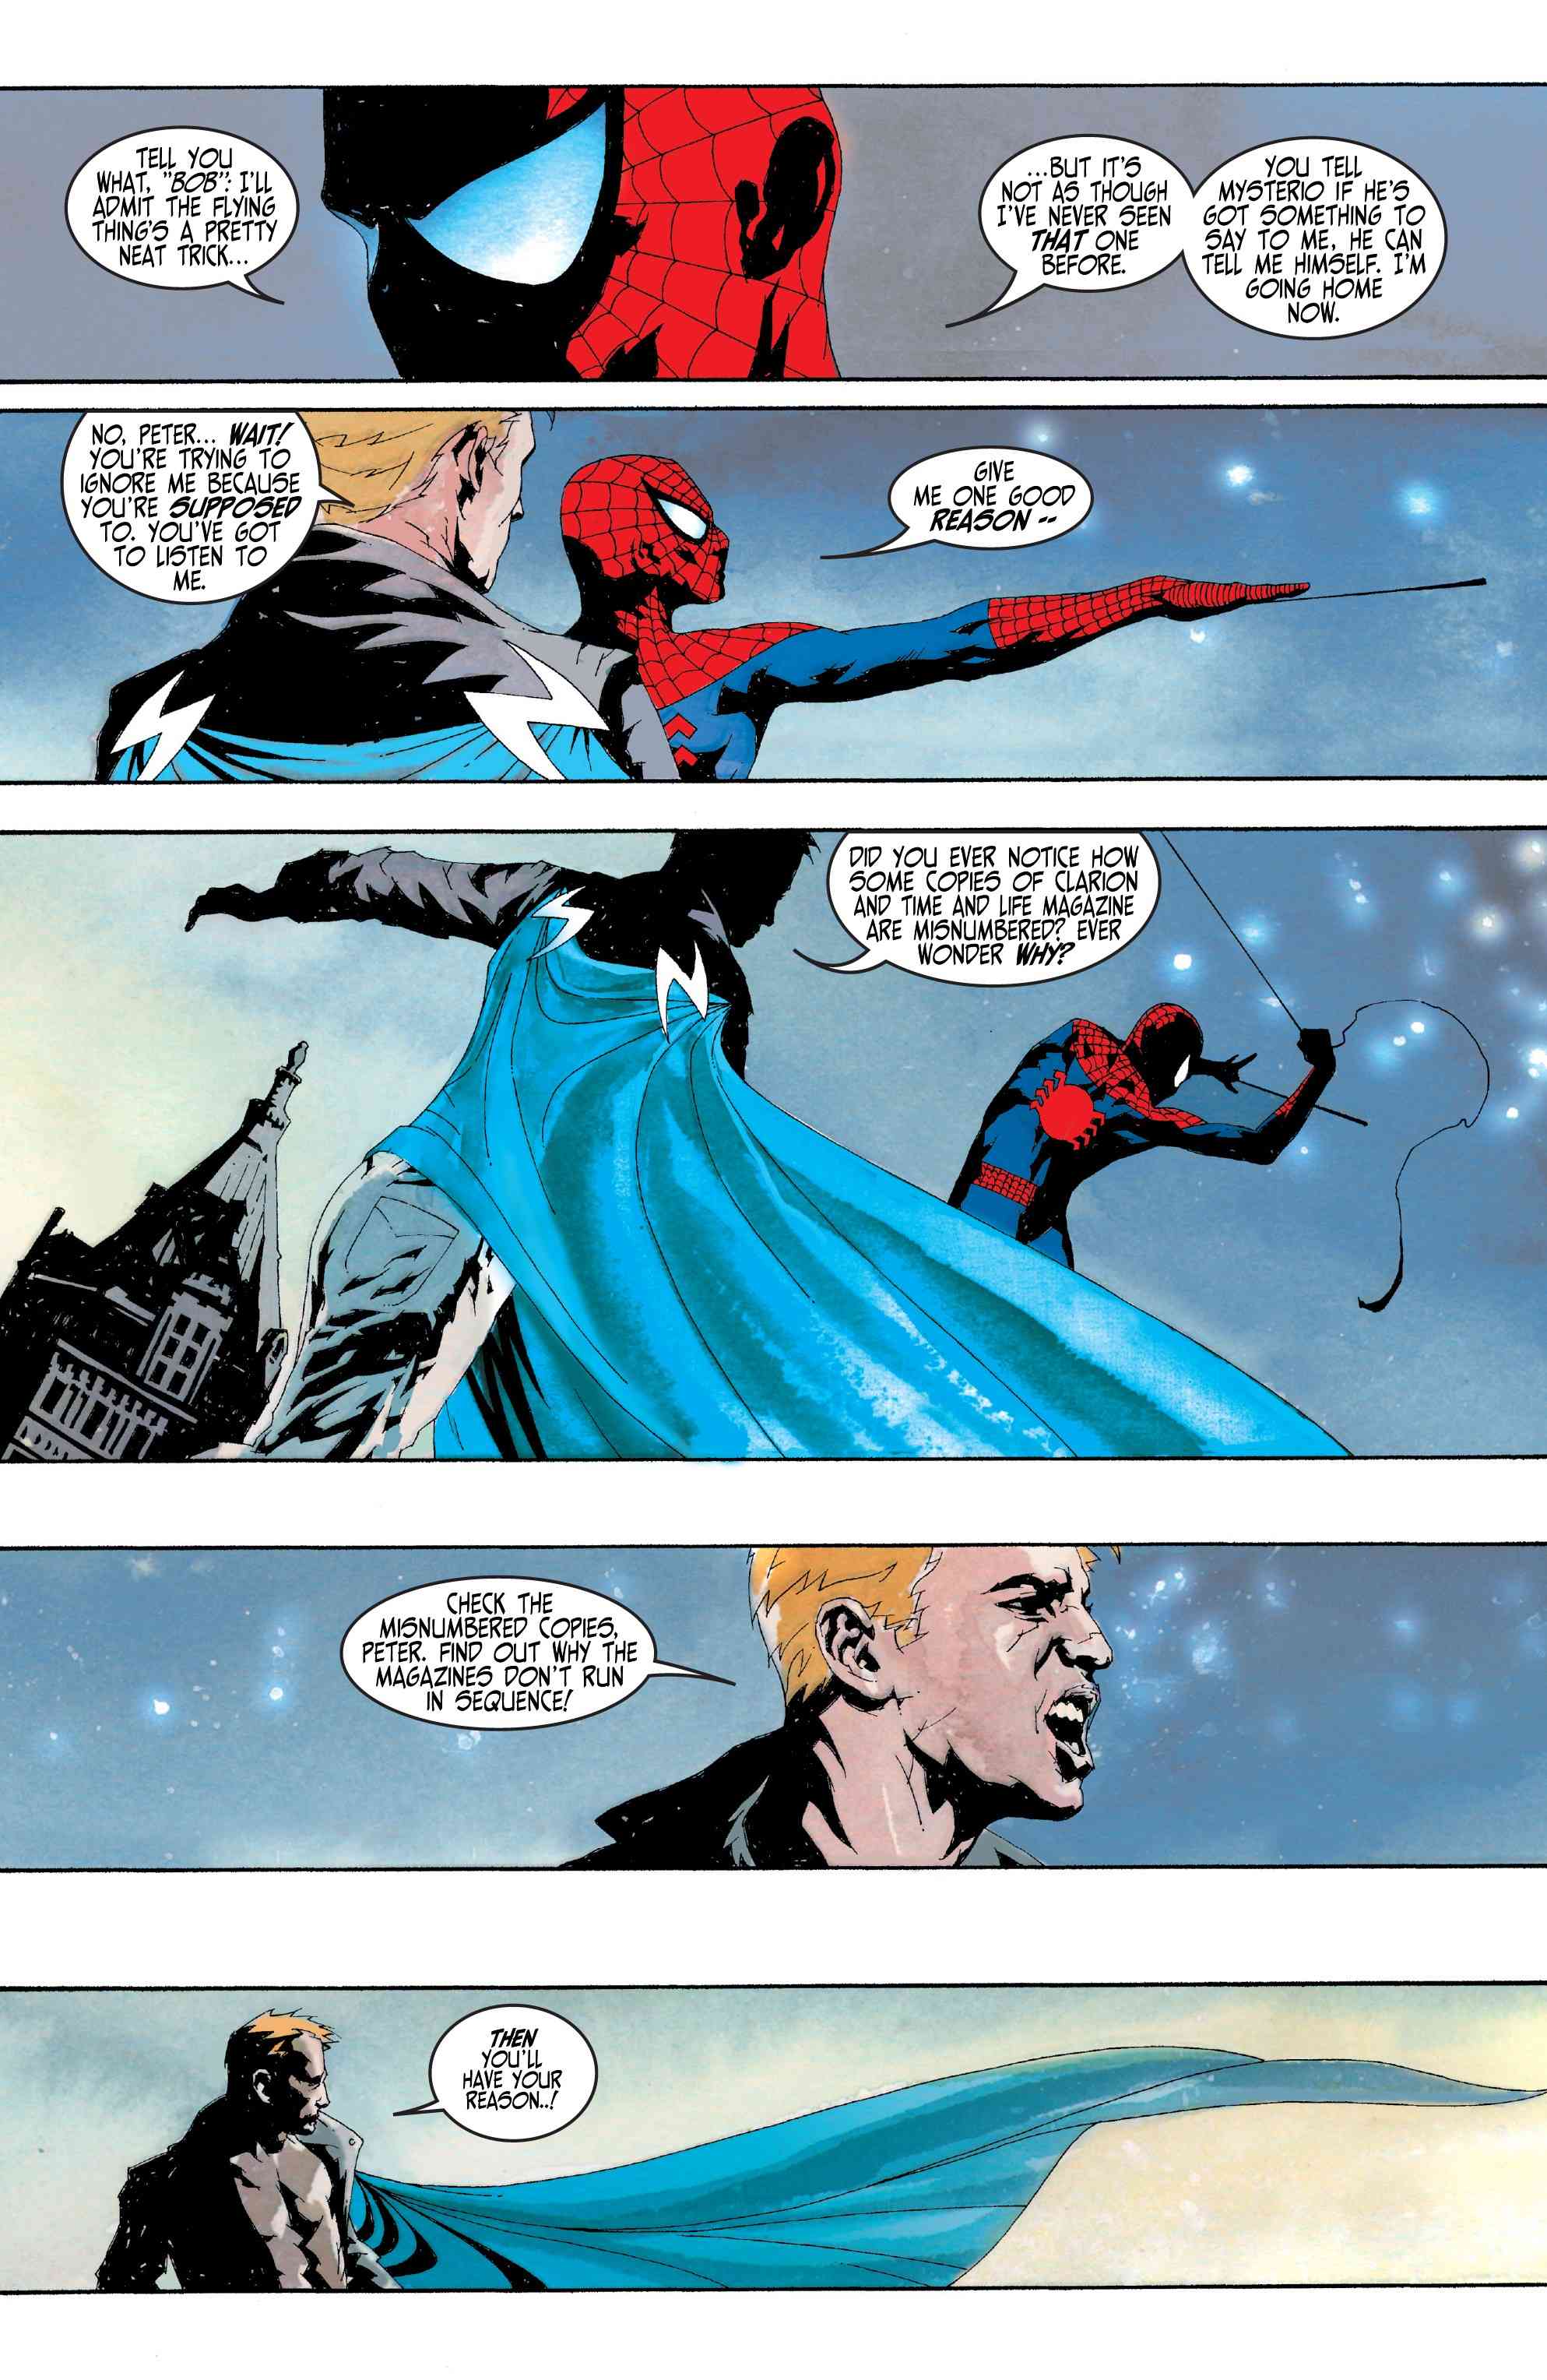 TELL YOU
WHAT, "BOB": I'LL
ADMIT THE FLYING
THING'S A PRETTY
NEAT TRICK...
...BUT IT'S
NOT AS THOUGH
I'VE NEVER SEEN
THAT ONE
BEFORE.
YOU TELL
MYSTERIO IF HE'S
GOT SOMETHING TO
SAY TO ME, HE CAN
TELL ME HIMSELF. I'M
GOING HOME
NOW.
NO, PETER... WAIT!
YOU'RE TRYING TO
IGNORE ME BECAUSE
YOU'RE SUPPOSED
TO. YOU'VE GOT
TO LISTEN TO
ME.
GIVE
ME ONE GOOD
REASON --
DID YOU EVER NOTICE HOW
SOME COPIES OF CLARION
AND TIME AND LIFE MAGAZINE
ARE MISNUMBERED? EVER
WONDER WHY?
CHECK THE
MISNUMBERED COPIES,
PETER. FIND OUT WHY THE
MAGAZINES DON'T RUN
IN SEQUENCE!
THEN
YOU'LL
HAVE YOUR
REASON..!